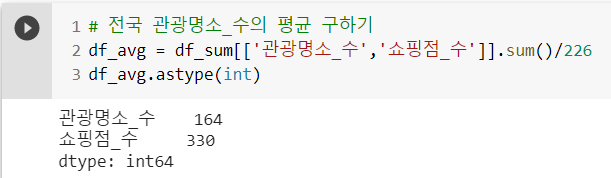 1 # 전국 관광명소_수의 평균 구하기
2 df_avg = df_sum[['관광명소_수','쇼핑점_수']].sum()/226
3 df_avg.astype(int)
관광명소_수    164
쇼핑점_수     330
dtype: int64